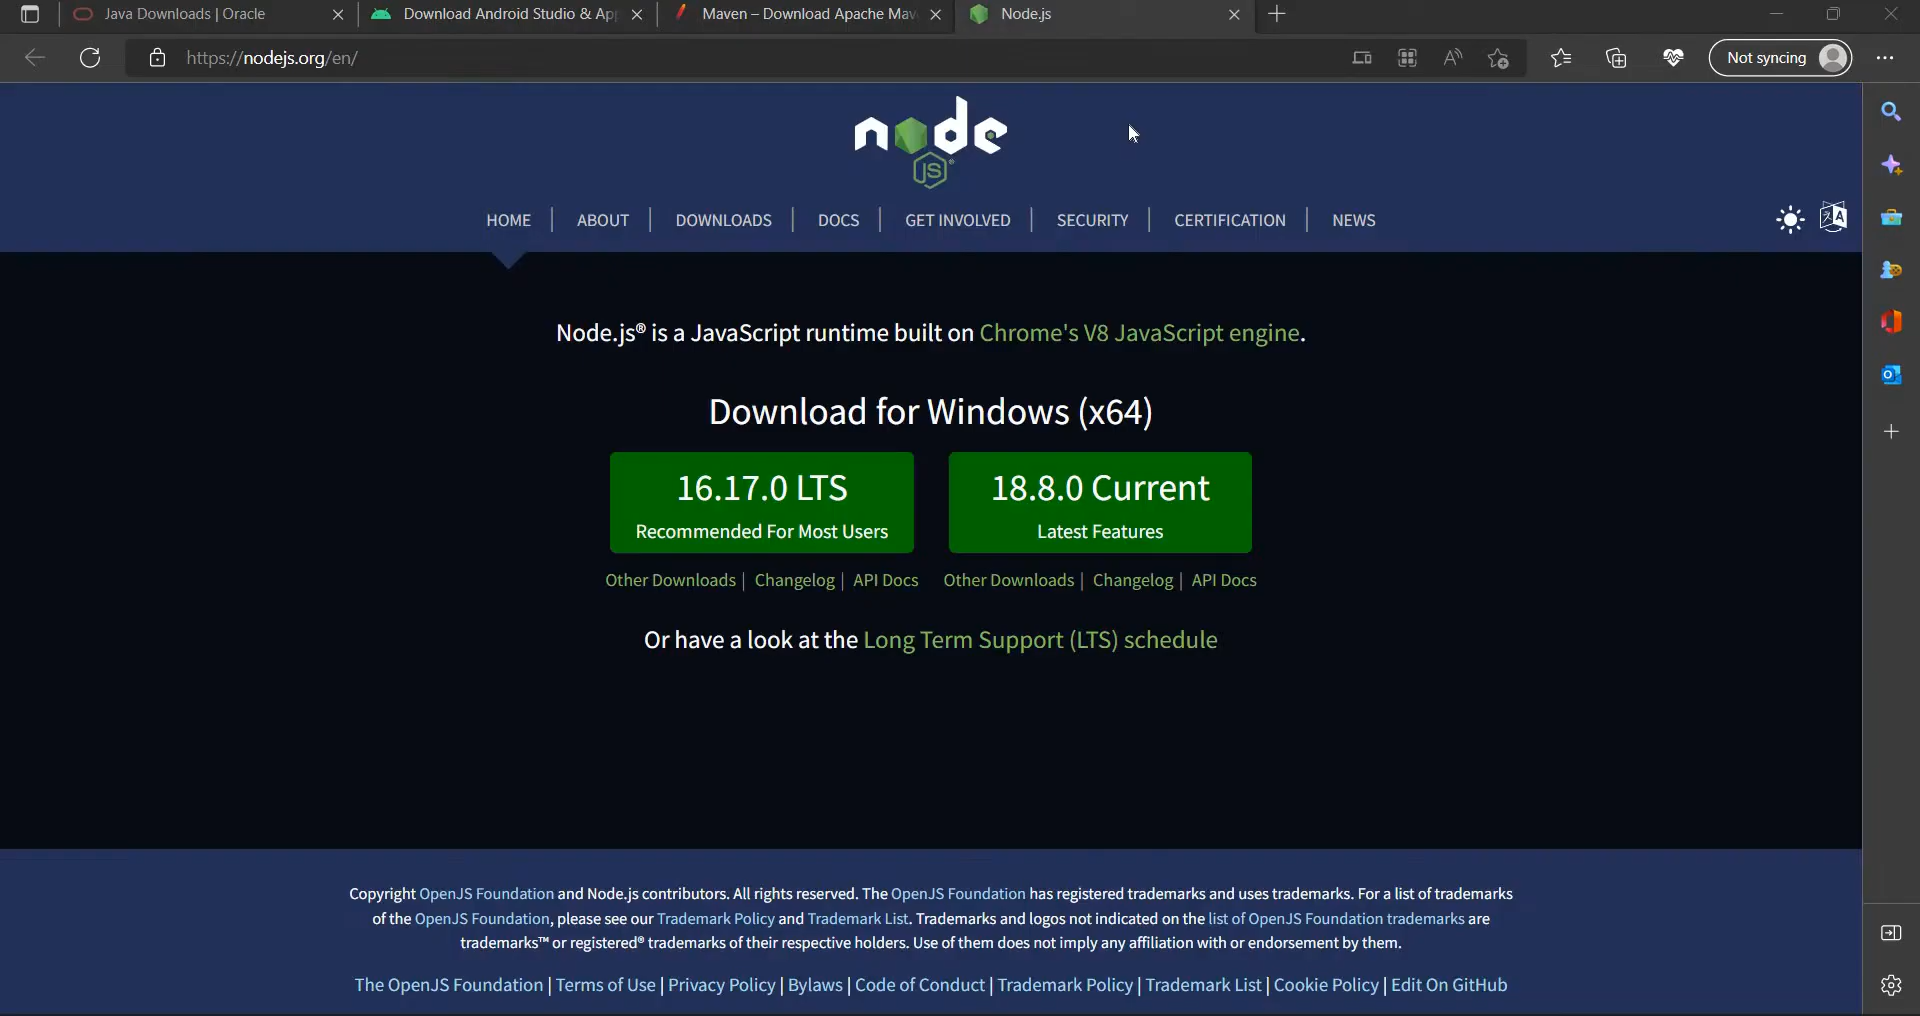 Java Downloads | Oracle
Download Android Studio & Ap
Maven – Download Apache Mav
Node.js
https://nodejs.org/en/
Not syncing
node
JS
HOME | ABOUT | DOWNLOADS | DOCS | GET INVOLVED | SECURITY | CERTIFICATION | NEWS
Node.js® is a JavaScript runtime built on Chrome's V8 JavaScript engine.
Download for Windows (x64)
16.17.0 LTS
Recommended For Most Users
18.8.0 Current
Latest Features
Other Downloads | Changelog | API Docs
Other Downloads | Changelog | API Docs
Or have a look at the Long Term Support (LTS) schedule
Copyright OpenJS Foundation and Node.js contributors. All rights reserved. The OpenJS Foundation has registered trademarks and uses trademarks. For a list of trademarks
of the OpenJS Foundation, please see our Trademark Policy and Trademark List. Trademarks and logos not indicated on the list of OpenJS Foundation trademarks are
trademarks™ or registered® trademarks of their respective holders. Use of them does not imply any affiliation with or endorsement by them.
The OpenJS Foundation | Terms of Use | Privacy Policy | Bylaws | Code of Conduct | Trademark Policy | Trademark List | Cookie Policy | Edit On GitHub